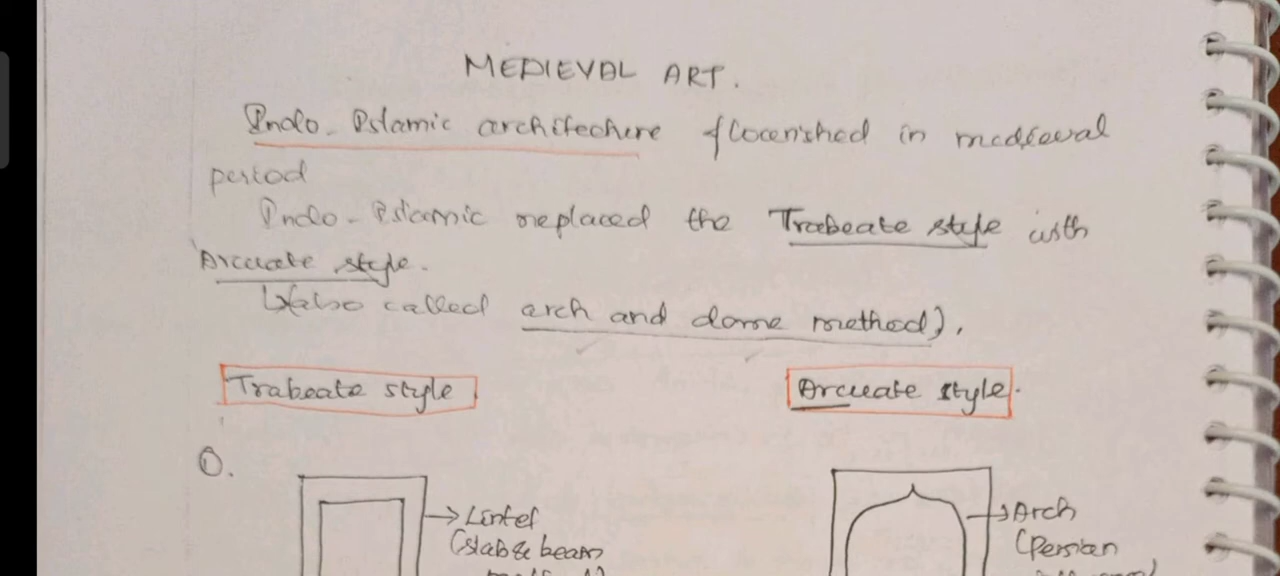 MEDIEVAL ART.
Indo-Islamic architecture flourished in medieval
period
Indo-Islamic replaced the Trabeate style with
Arcuate style.
(also called arch and dome method).
Trabeate style
Arcuate style.
①.
Lintel
(slab & beam
Arch
(Persian